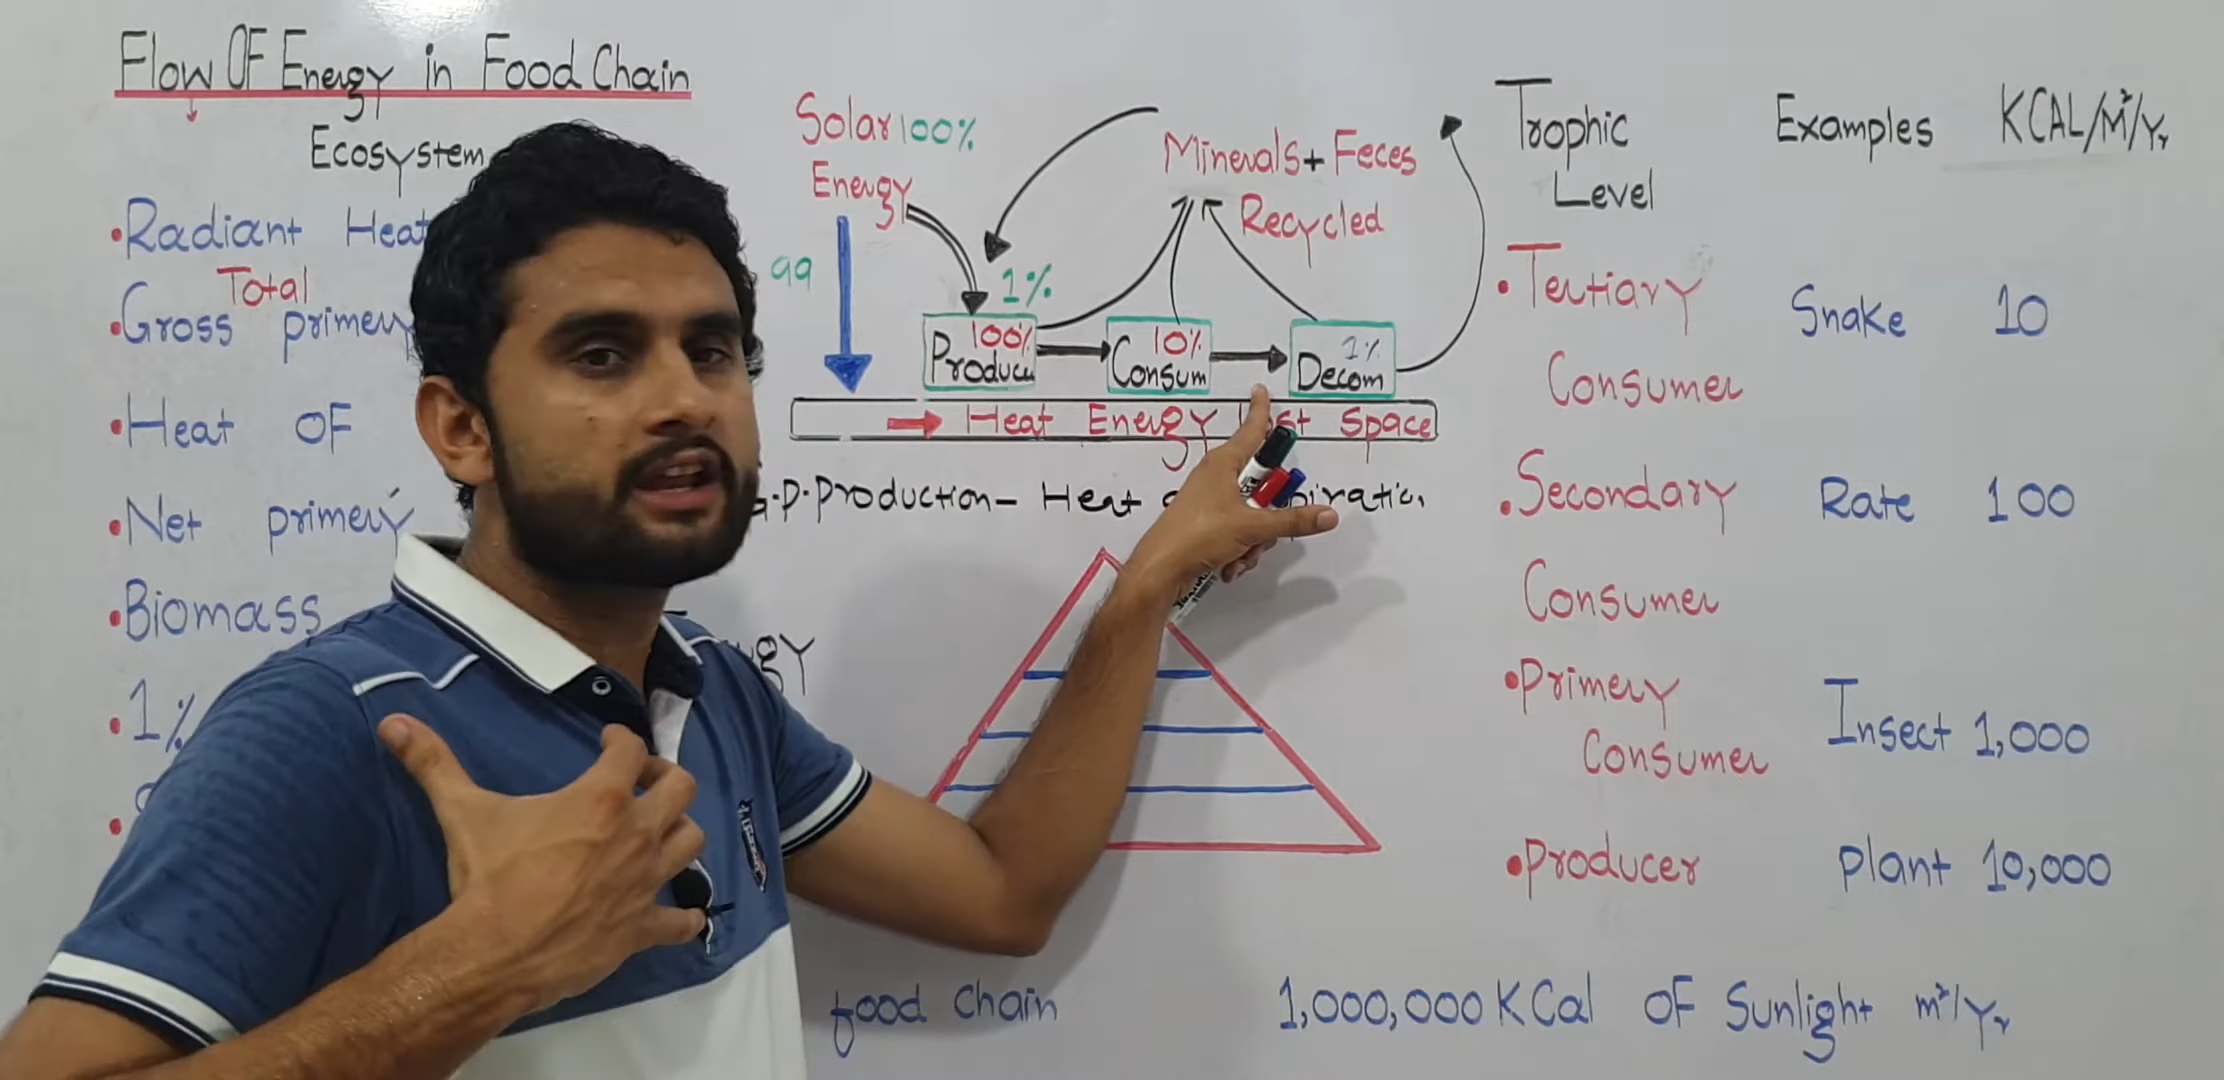 Flow OF Energy in Food Chain
Ecosystem
•Radiant Heat
Total
•Gross primery
•Heat OF
•Net primery
•Biomass
•1%
Solar 100%
Energy
99
1%
Minerals + Feces
Recycled
100%
Produce
10%
Consum
1%
Decom
Heat Energy Lost Space
G.P.Production - Heat
food Chain
1,000,000 KCal OF Sunlight m²/Yr
Trophic Level
Examples
KCAL/M²/Yr
•Tertiary Consumer
Snake 10
•Secondary Consumer
Rate 100
•Primery Consumer
Insect 1,000
•Producer
Plant 10,000